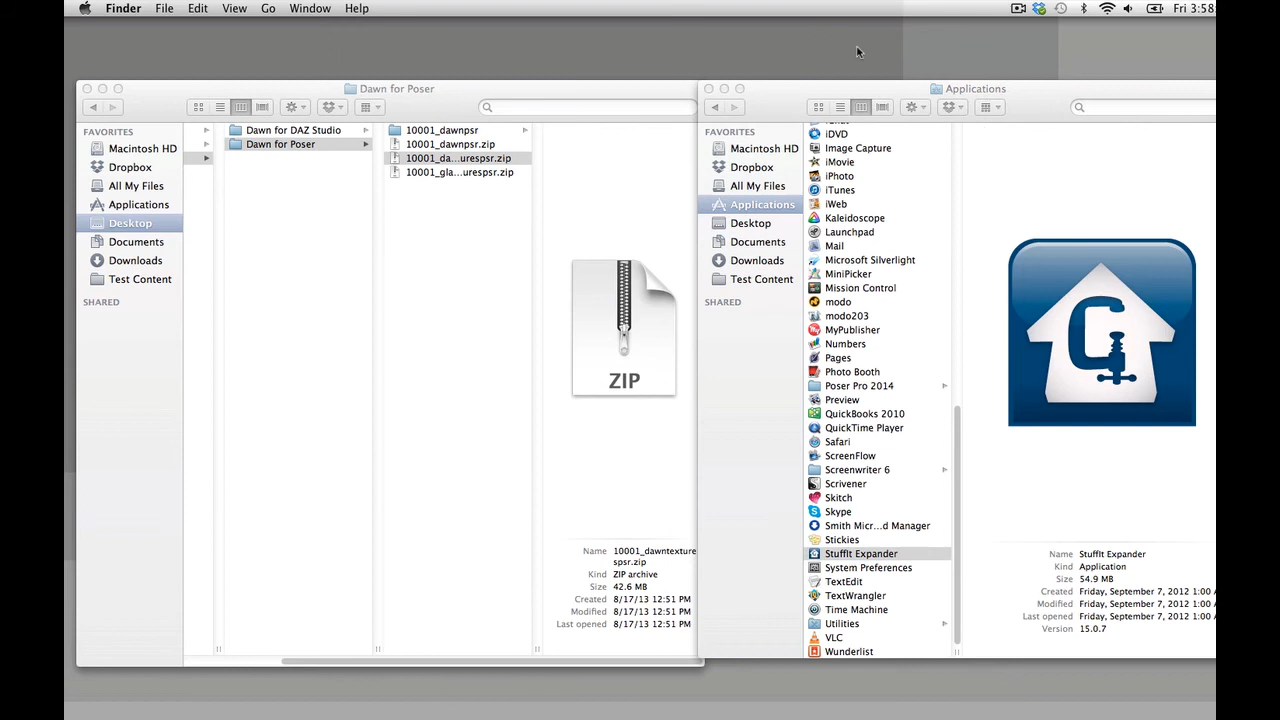 Finder File Edit View Go Window Help Fri 3:58
Dawn for Poser
FAVORITES
Macintosh HD
Dropbox
All My Files
Applications
Desktop
Documents
Downloads
Test Content
SHARED
Dawn for DAZ Studio
Dawn for Poser
10001_dawnpsr
10001_dawnpsr.zip
10001_da...urespsr.zip
10001_gla...urespsr.zip
ZIP
Name 10001_dawntexture
spsr.zip
Kind ZIP archive
Size 42.6 MB
Created 8/17/13 12:51 PM
Modified 8/17/13 12:51 PM
Last opened 8/17/13 12:51 PM
Applications
FAVORITES
Macintosh HD
Dropbox
All My Files
Applications
Desktop
Documents
Downloads
Test Content
SHARED
iDVD
Image Capture
iMovie
iPhoto
iTunes
iWeb
Kaleidoscope
Launchpad
Mail
Microsoft Silverlight
MiniPicker
Mission Control
modo
modo203
MyPublisher
Numbers
Pages
Photo Booth
Poser Pro 2014
Preview
QuickBooks 2010
QuickTime Player
Safari
ScreenFlow
Screenwriter 6
Scrivener
Skitch
Skype
Smith Micr...d Manager
Stickies
StuffIt Expander
System Preferences
TextEdit
TextWrangler
Time Machine
Utilities
VLC
Wunderlist
Name StuffIt Expander
Kind Application
Size 54.9 MB
Created Friday, September 7, 2012 1:00
Modified Friday, September 7, 2012 1:00
Last opened Friday, September 7, 2012 1:00
Version 15.0.7